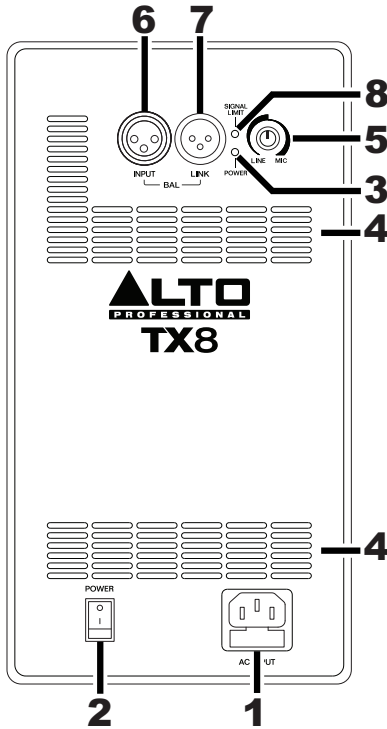 6 7
SIGNAL
LIMIT
8
5
LINE MIC
INPUT LINK
BAL
POWER
3
4
ALTO
PROFESSIONAL
TX8
4
POWER
AC
2 1